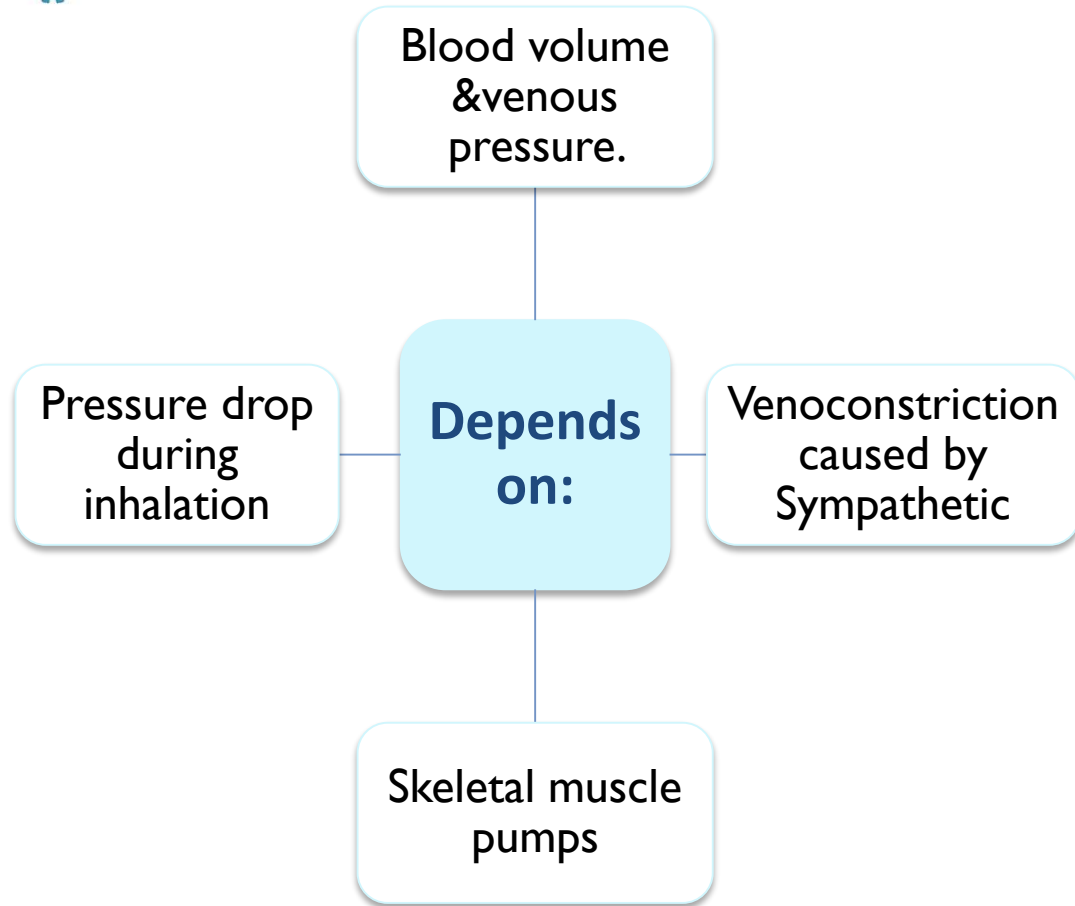 Blood volume
&venous
pressure.
Pressure drop
during
inhalation
Depends
on:
Venoconstriction
caused by
Sympathetic
Skeletal muscle
pumps